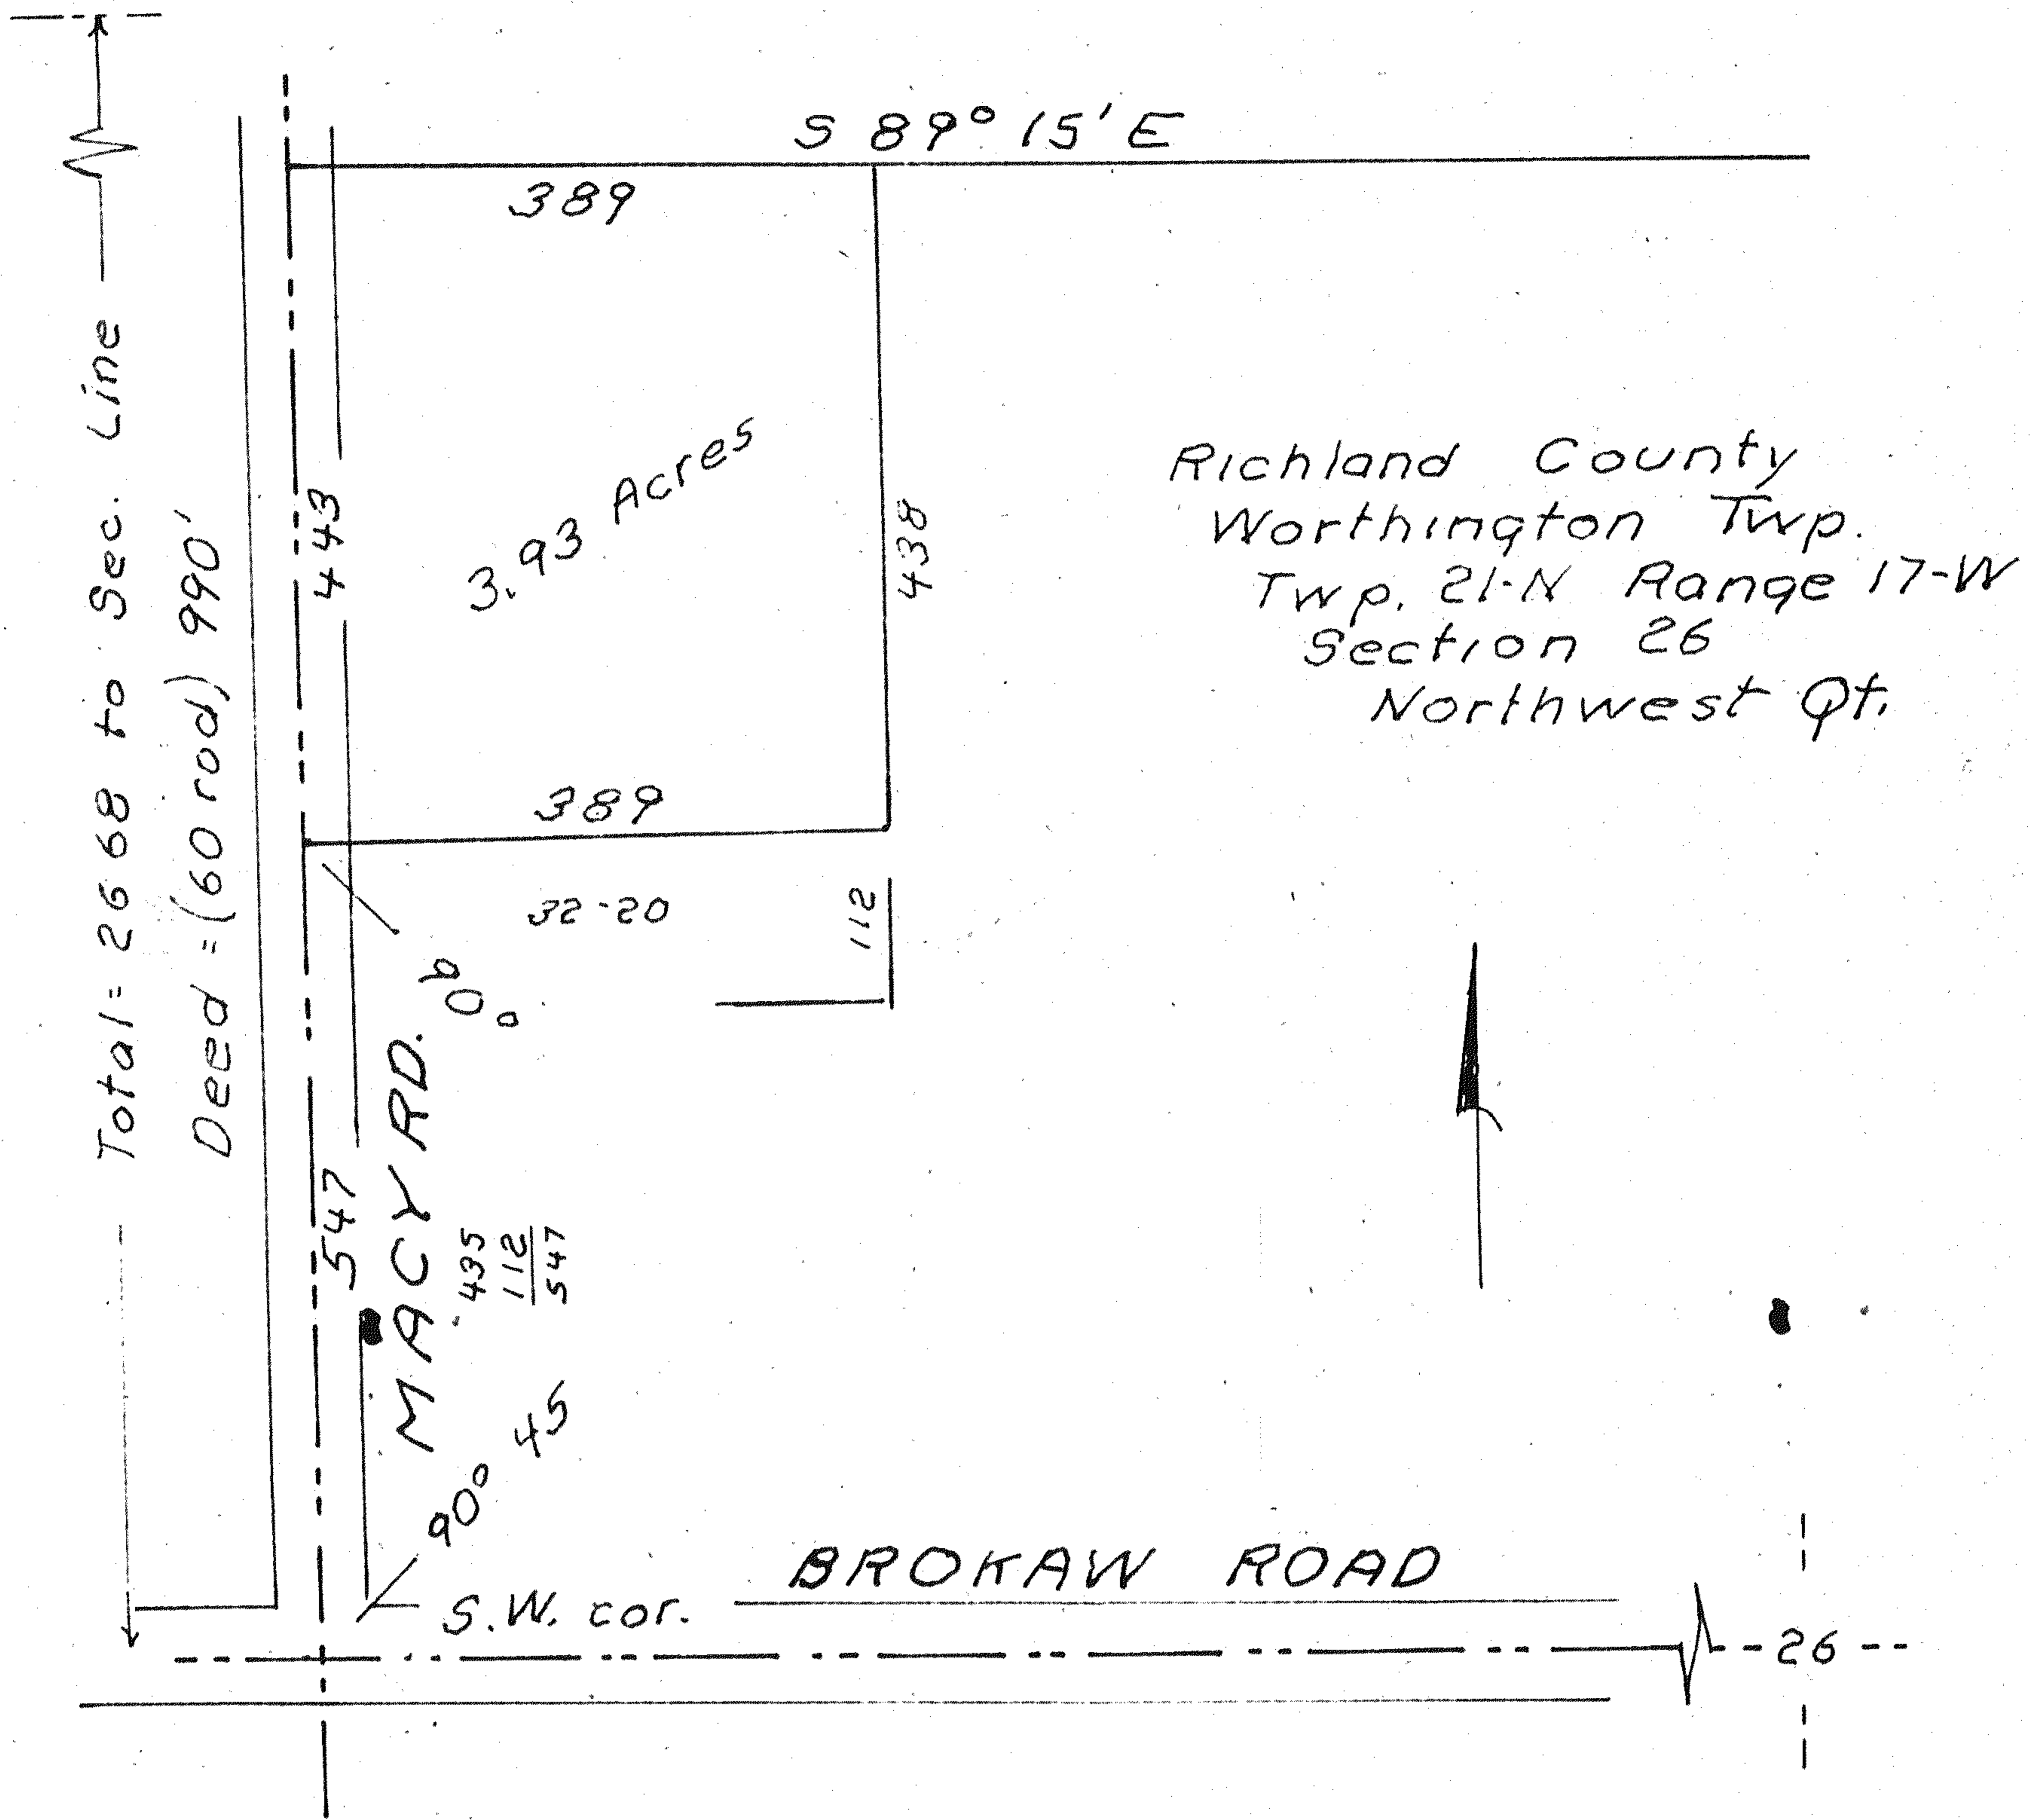 S 89° 15' E
389
Total = 2668 to Sec. Line
Deed = (60 rod) 990'
443
3.93 Acres
438
Richland County
Worthington Twp.
Twp. 21-N Range 17-W
Section 26
Northwest Qt.
389
32-20
112
90°
MACY RD.
547
435
112
547
90° 45
BROKAW ROAD
S.W. cor.
26